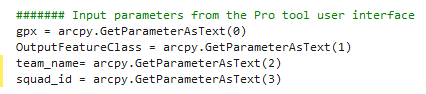 ####### Input parameters from the Pro tool user interface
gpx = arcpy.GetParameterAsText(0)
OutputFeatureClass = arcpy.GetParameterAsText(1)
team_name= arcpy.GetParameterAsText(2)
squad_id = arcpy.GetParameterAsText(3)